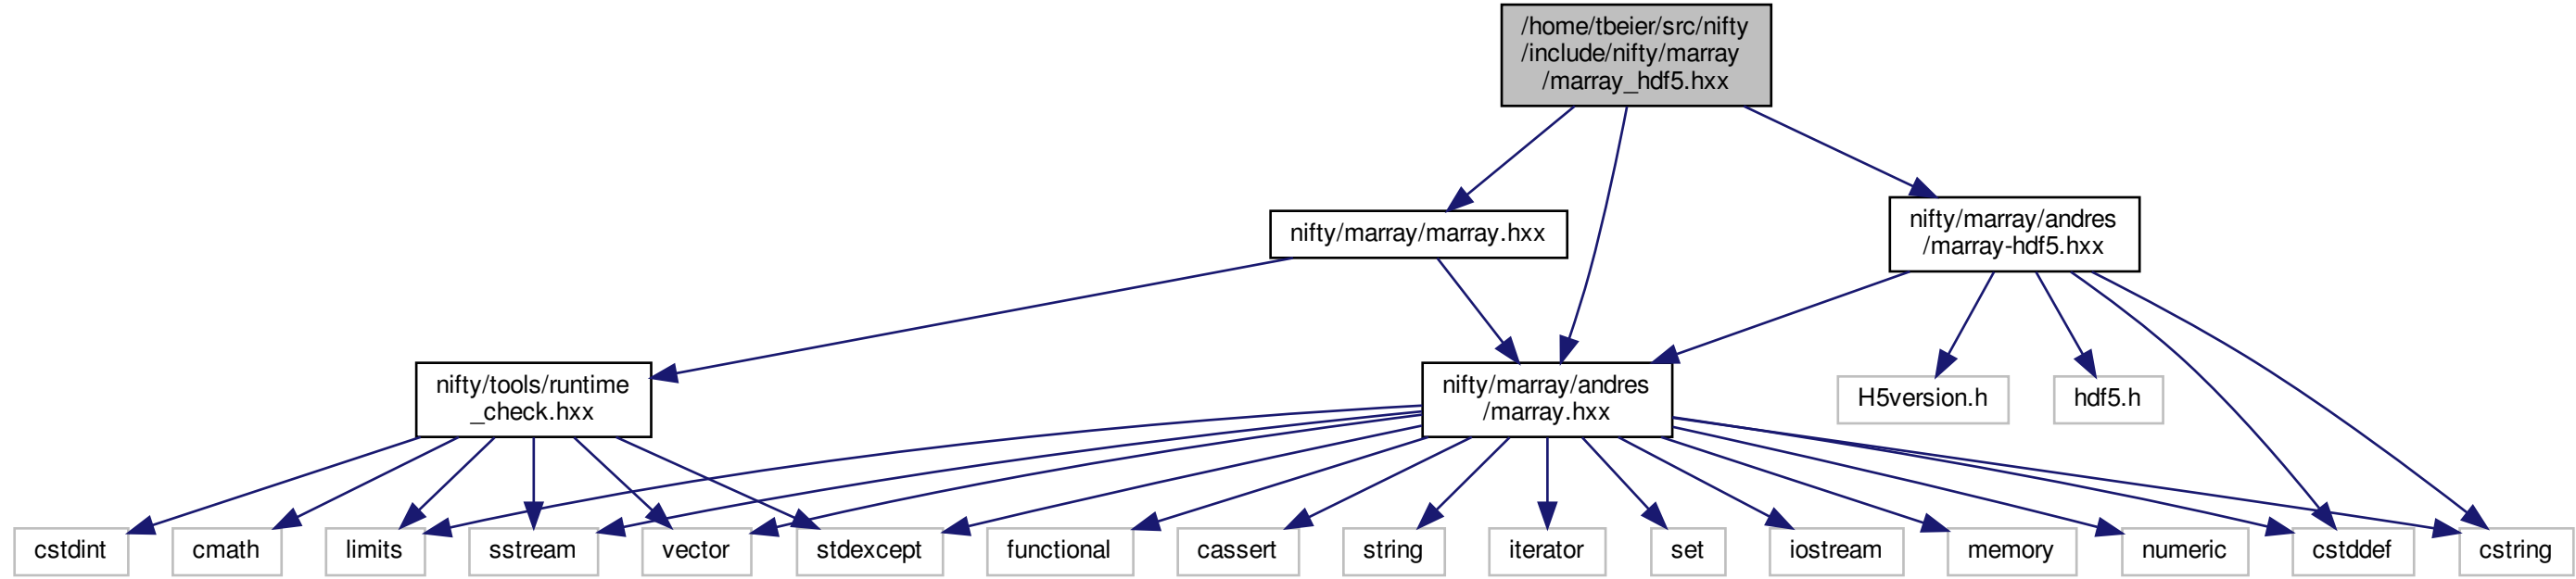 /home/tbeier/src/nifty
/include/nifty/marray
/marray_hdf5.hxx
nifty/marray/marray.hxx
nifty/marray/andres
/marray-hdf5.hxx
nifty/tools/runtime
_check.hxx
nifty/marray/andres
/marray.hxx
H5version.h
hdf5.h
cstdint
cmath
limits
sstream
vector
stdexcept
functional
cassert
string
iterator
set
iostream
memory
numeric
cstddef
cstring